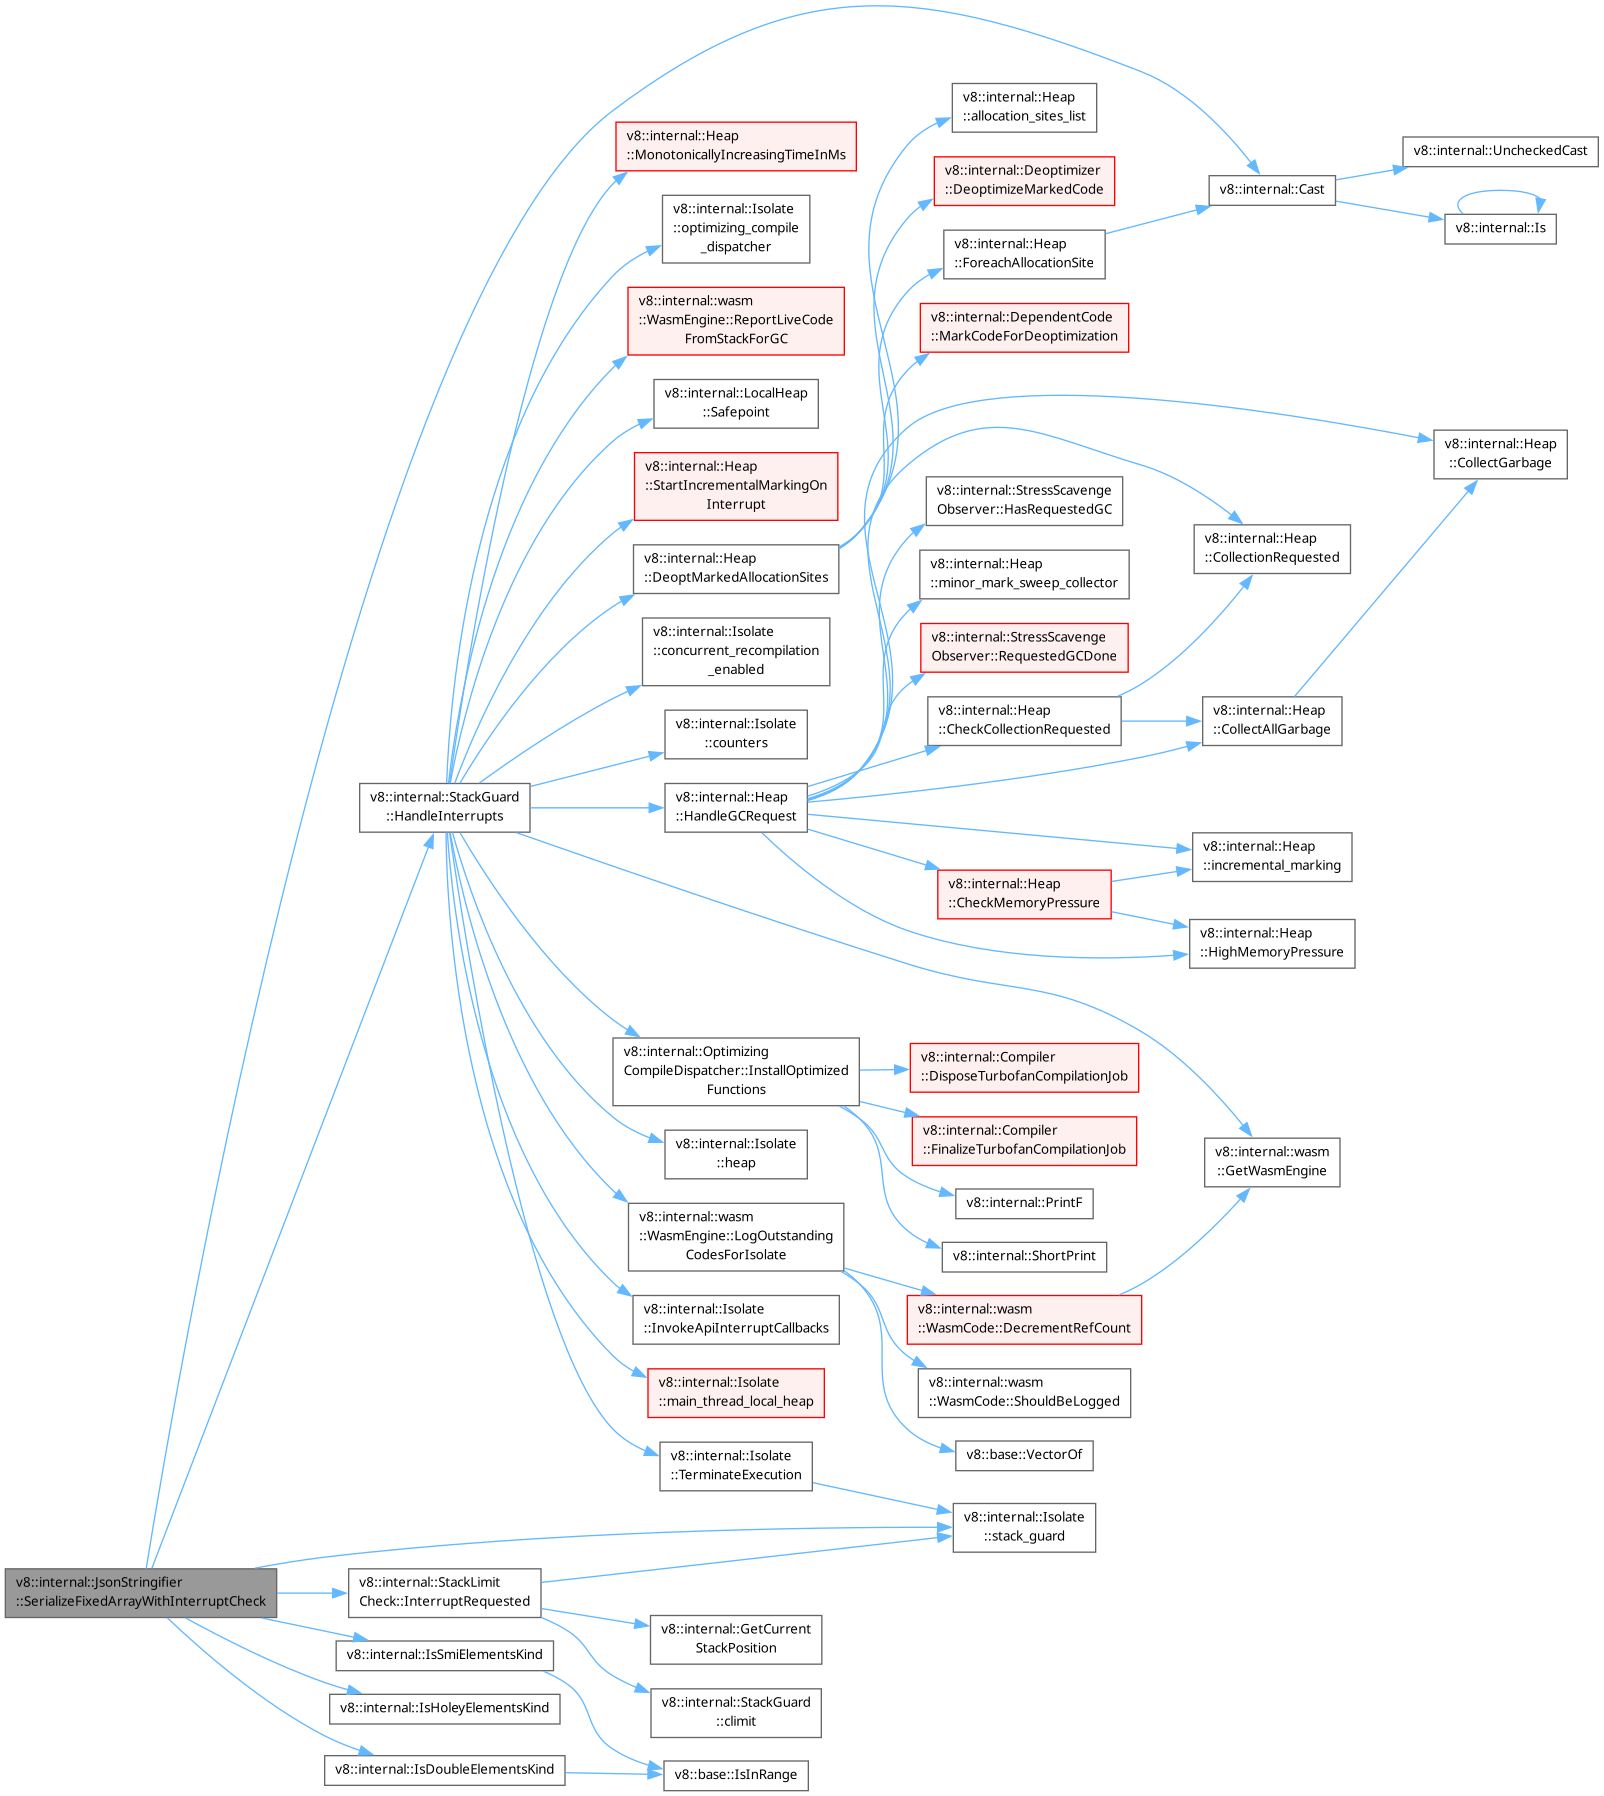 v8::internal::Heap
::allocation_sites_list
v8::internal::Heap
::MonotonicallyIncreasingTimeInMs
v8::internal::UncheckedCast
v8::internal::Deoptimizer
::DeoptimizeMarkedCode
v8::internal::Cast
v8::internal::Isolate
::optimizing_compile
_dispatcher
v8::internal::Is
v8::internal::Heap
::ForeachAllocationSite
v8::internal::wasm
::WasmEngine::ReportLiveCode
FromStackForGC
v8::internal::DependentCode
::MarkCodeForDeoptimization
v8::internal::LocalHeap
::Safepoint
v8::internal::Heap
::CollectGarbage
v8::internal::Heap
::StartIncrementalMarkingOn
Interrupt
v8::internal::StressScavenge
Observer::HasRequestedGC
v8::internal::Heap
::CollectionRequested
v8::internal::Heap
::DeoptMarkedAllocationSites
v8::internal::Heap
::minor_mark_sweep_collector
v8::internal::Isolate
::concurrent_recompilation
_enabled
v8::internal::StressScavenge
Observer::RequestedGCDone
v8::internal::Isolate
::counters
v8::internal::Heap
::CheckCollectionRequested
v8::internal::Heap
::CollectAllGarbage
v8::internal::StackGuard
::HandleInterrupts
v8::internal::Heap
::HandleGCRequest
v8::internal::Heap
::incremental_marking
v8::internal::Heap
::CheckMemoryPressure
v8::internal::Heap
::HighMemoryPressure
v8::internal::Optimizing
CompileDispatcher::InstallOptimized
Functions
v8::internal::Compiler
::DisposeTurbofanCompilationJob
v8::internal::Compiler
::FinalizeTurbofanCompilationJob
v8::internal::Isolate
::heap
v8::internal::wasm
::GetWasmEngine
v8::internal::PrintF
v8::internal::wasm
::WasmEngine::LogOutstanding
CodesForIsolate
v8::internal::ShortPrint
v8::internal::Isolate
::InvokeApiInterruptCallbacks
v8::internal::wasm
::WasmCode::DecrementRefCount
v8::internal::Isolate
::main_thread_local_heap
v8::internal::wasm
::WasmCode::ShouldBeLogged
v8::internal::Isolate
::TerminateExecution
v8::base::VectorOf
v8::internal::Isolate
::stack_guard
v8::internal::JsonStringifier
::SerializeFixedArrayWithInterruptCheck
v8::internal::StackLimit
Check::InterruptRequested
v8::internal::GetCurrent
StackPosition
v8::internal::IsSmiElementsKind
v8::internal::IsHoleyElementsKind
v8::internal::StackGuard
::climit
v8::internal::IsDoubleElementsKind
v8::base::IsInRange